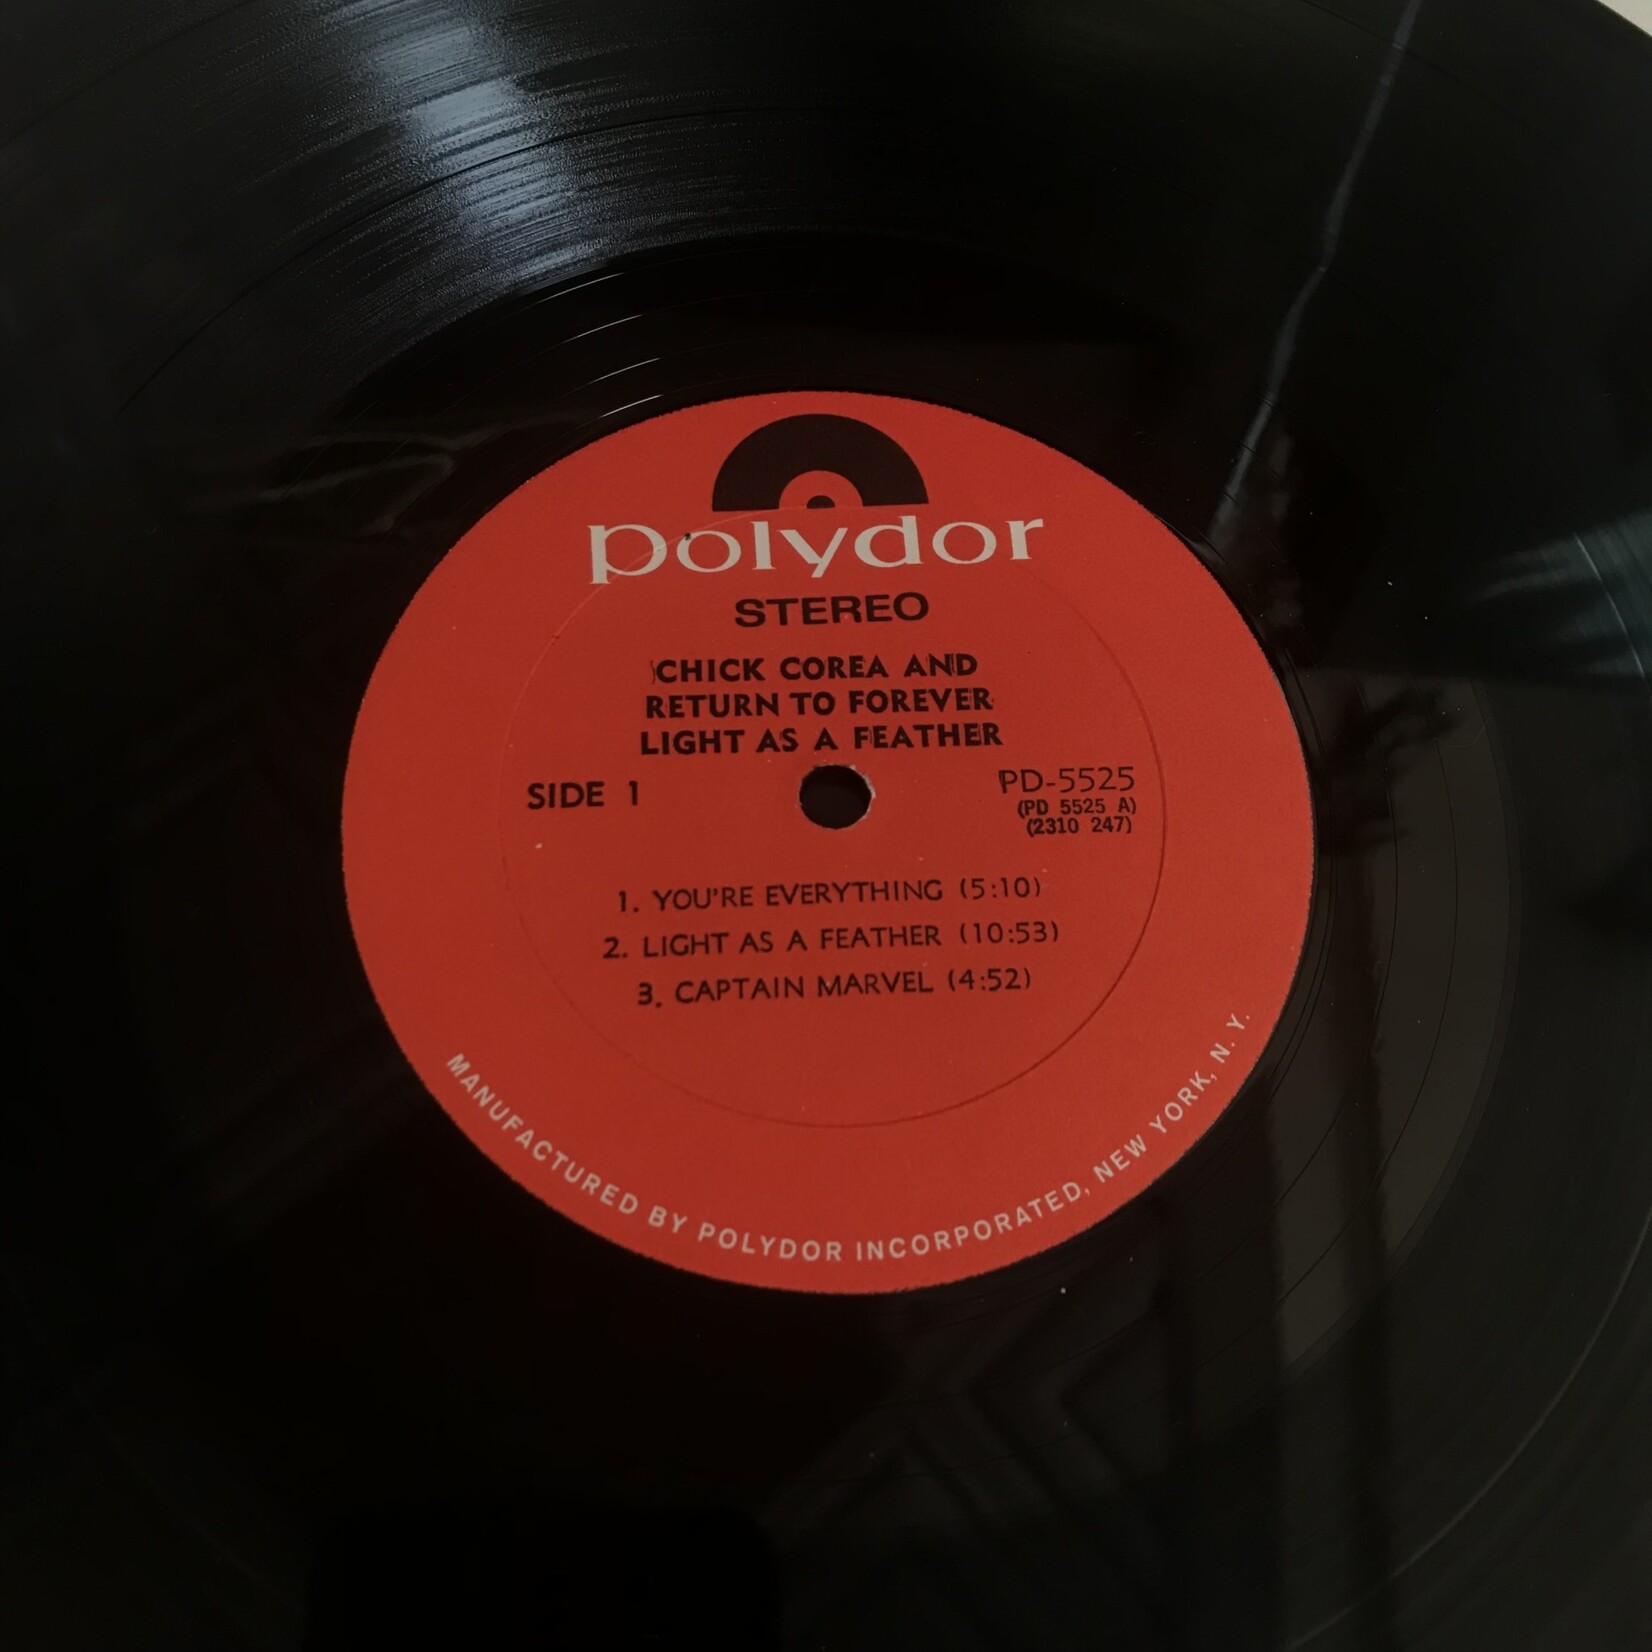 polydor
STEREO
CHICK COREA AND
RETURN TO FOREVER
LIGHT AS A FEATHER
SIDE 1
PD-5525
(PD 5525 A)
(2310 247)
1. YOU'RE EVERYTHING (5:10)
2. LIGHT AS A FEATHER (10:53)
3. CAPTAIN MARVEL (4:52)
MANUFACTURED BY POLYDOR INCORPORATED, NEW YORK, N. Y.